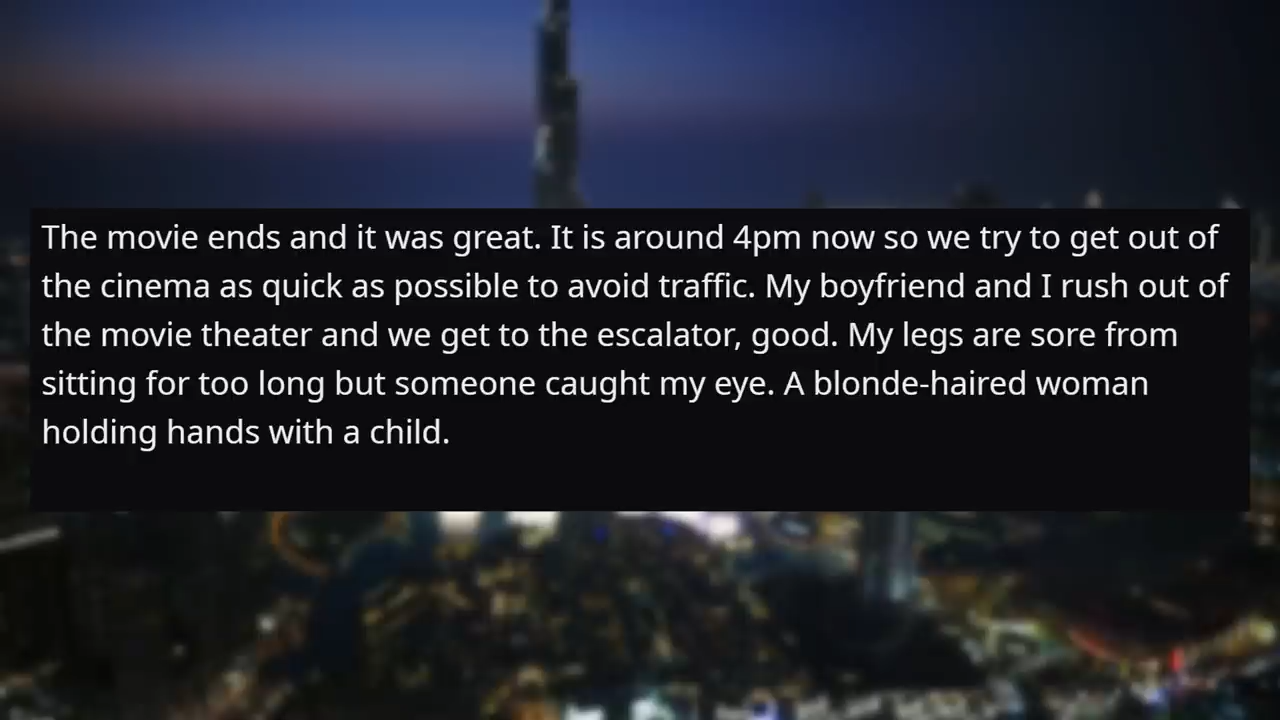 The movie ends and it was great. It is around 4pm now so we try to get out of
the cinema as quick as possible to avoid traffic. My boyfriend and I rush out of
the movie theater and we get to the escalator, good. My legs are sore from
sitting for too long but someone caught my eye. A blonde-haired woman
holding hands with a child.